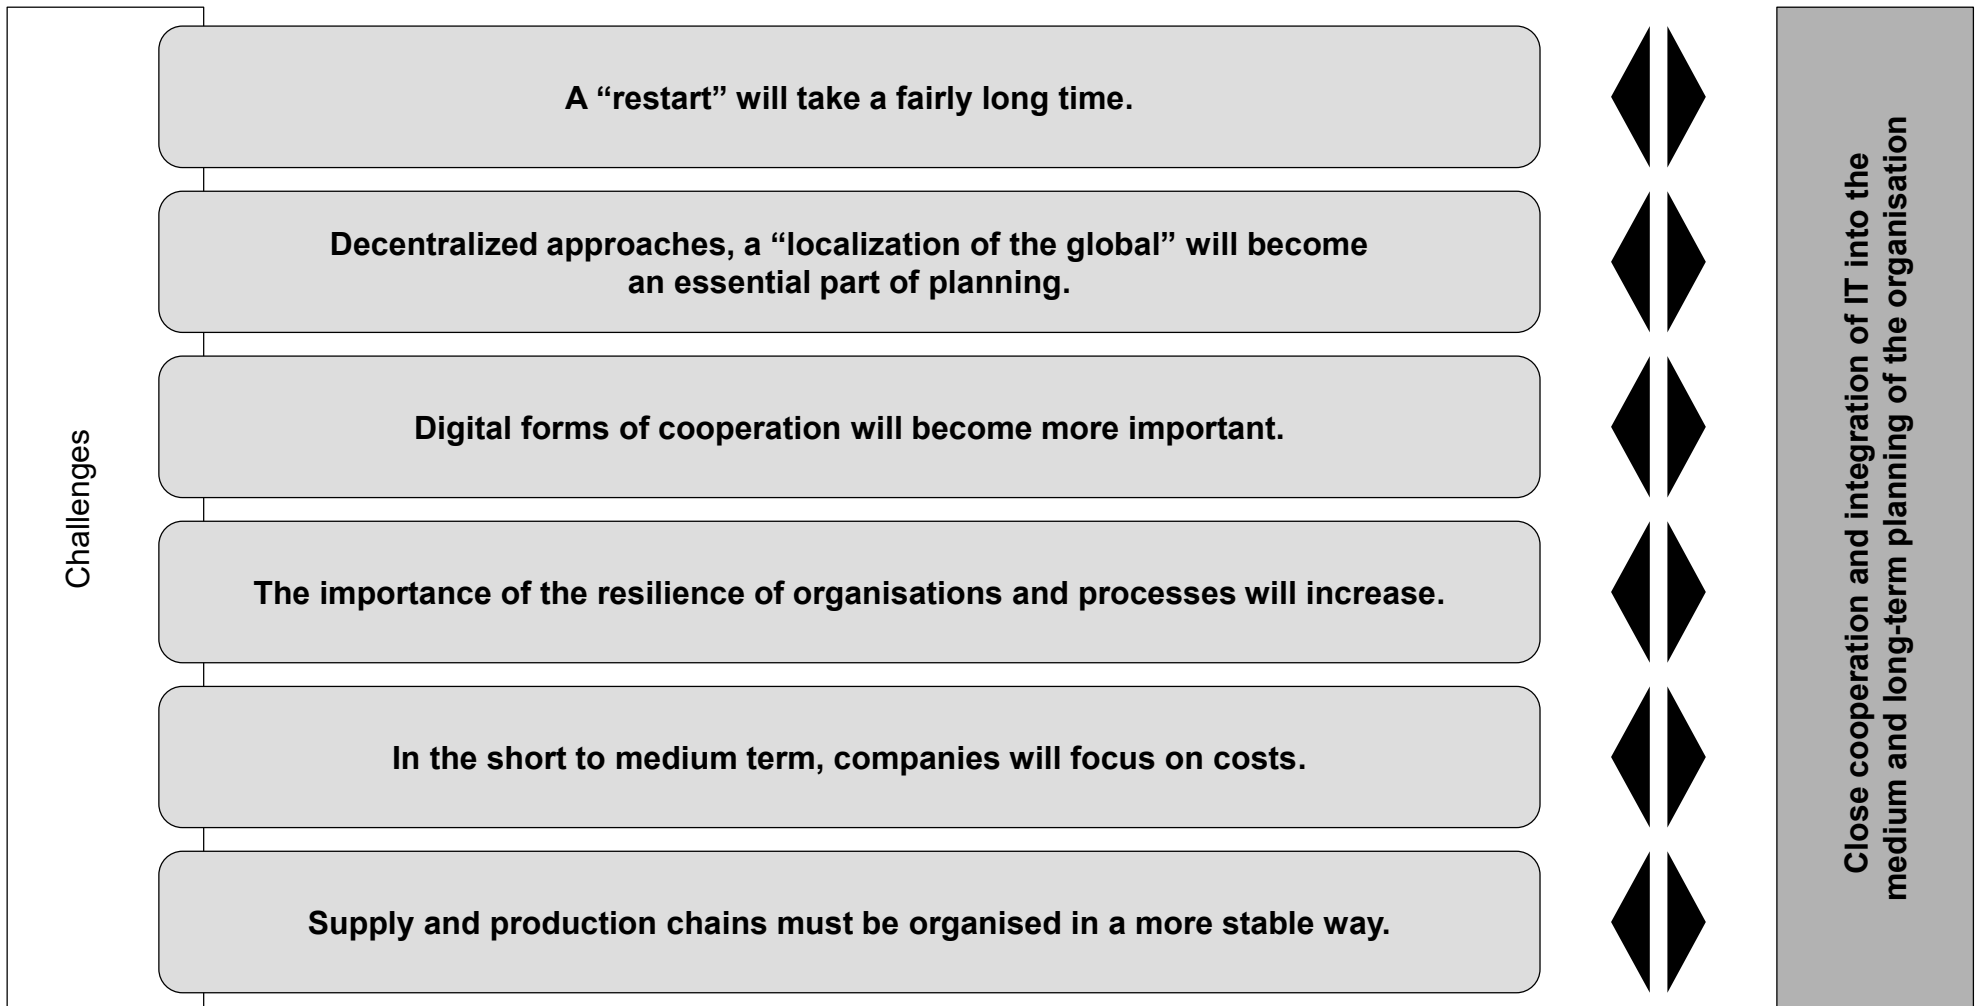 Challenges
A “restart” will take a fairly long time.
Decentralized approaches, a “localization of the global” will become
an essential part of planning.
Digital forms of cooperation will become more important.
The importance of the resilience of organisations and processes will increase.
In the short to medium term, companies will focus on costs.
Supply and production chains must be organised in a more stable way.
Close cooperation and integration of IT into the
medium and long-term planning of the organisation